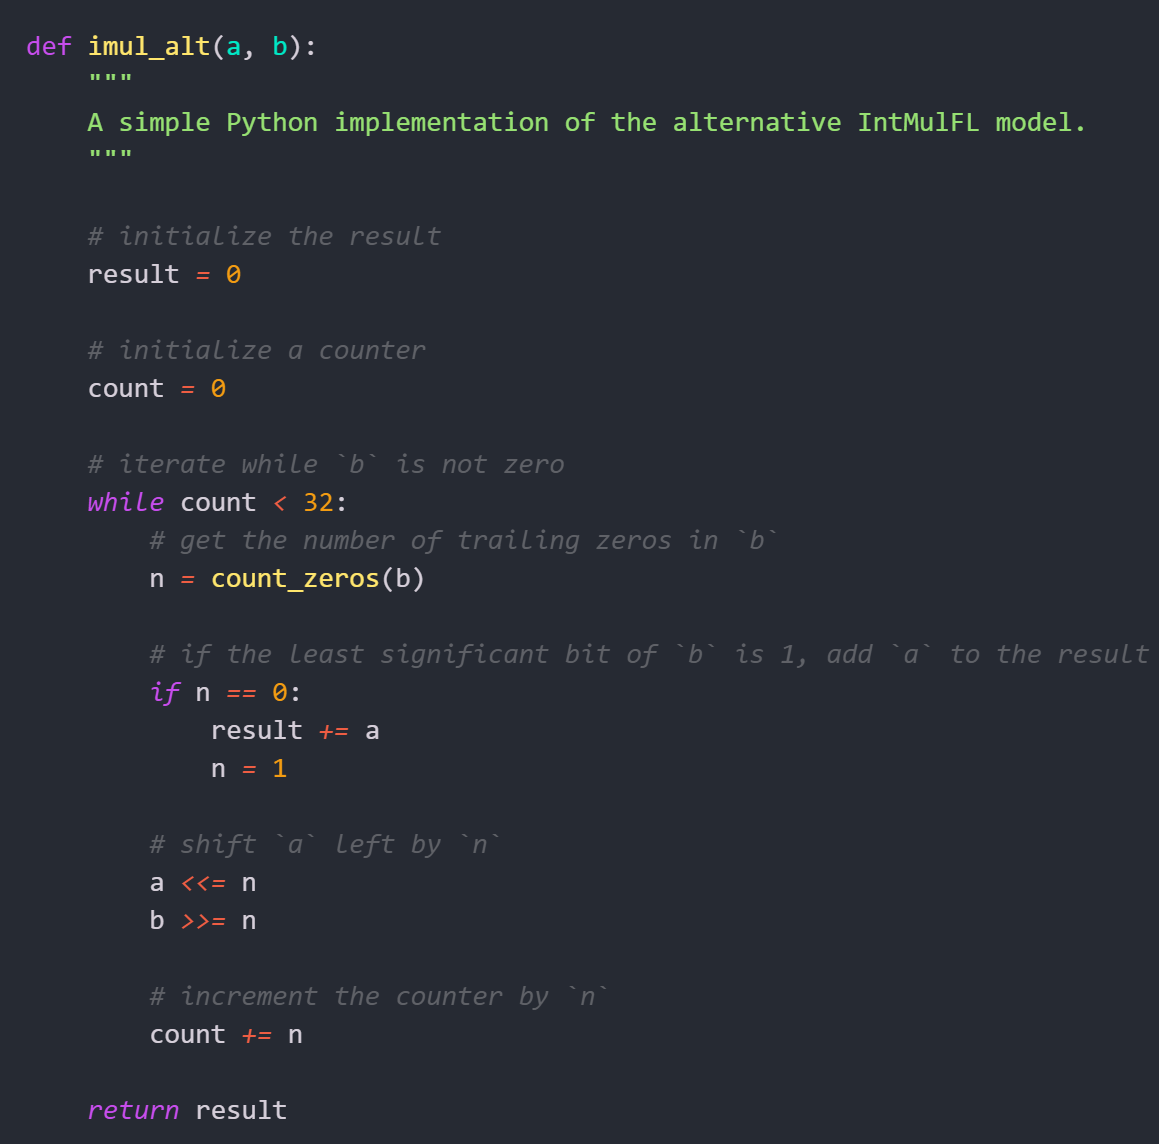 def imul_alt(a, b):
    """
    A simple Python implementation of the alternative IntMulFL model.
    """

    # initialize the result
    result = 0

    # initialize a counter
    count = 0

    # iterate while `b` is not zero
    while count < 32:
        # get the number of trailing zeros in `b`
        n = count_zeros(b)

        # if the least significant bit of `b` is 1, add `a` to the result
        if n == 0:
            result += a
            n = 1

        # shift `a` left by `n`
        a <<= n
        b >>= n

        # increment the counter by `n`
        count += n

    return result